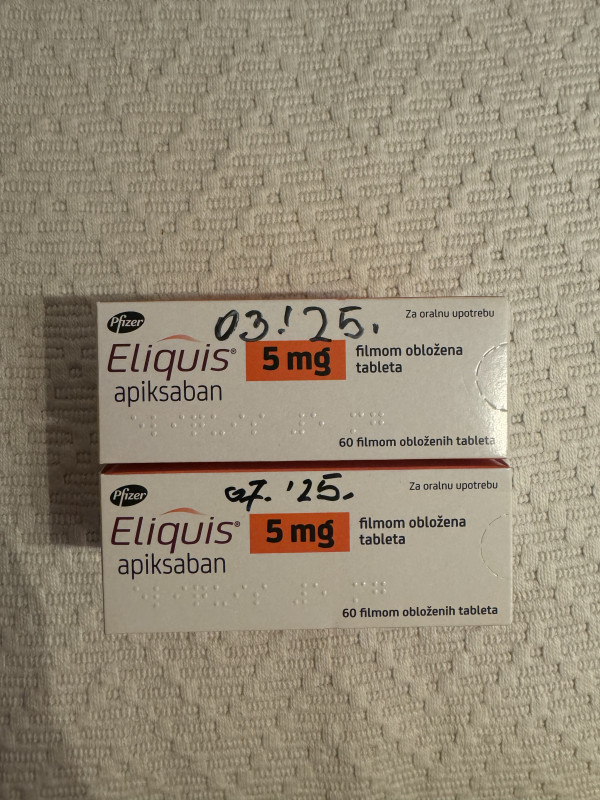 Pfizer
03.'25.
Za oralnu upotrebu
Eliquis® 5 mg filmom obložena
tableta
apiksaban
60 filmom obloženih tableta
Pfizer
07.'25.
Za oralnu upotrebu
Eliquis® 5 mg filmom obložena
tableta
apiksaban
60 filmom obloženih tableta